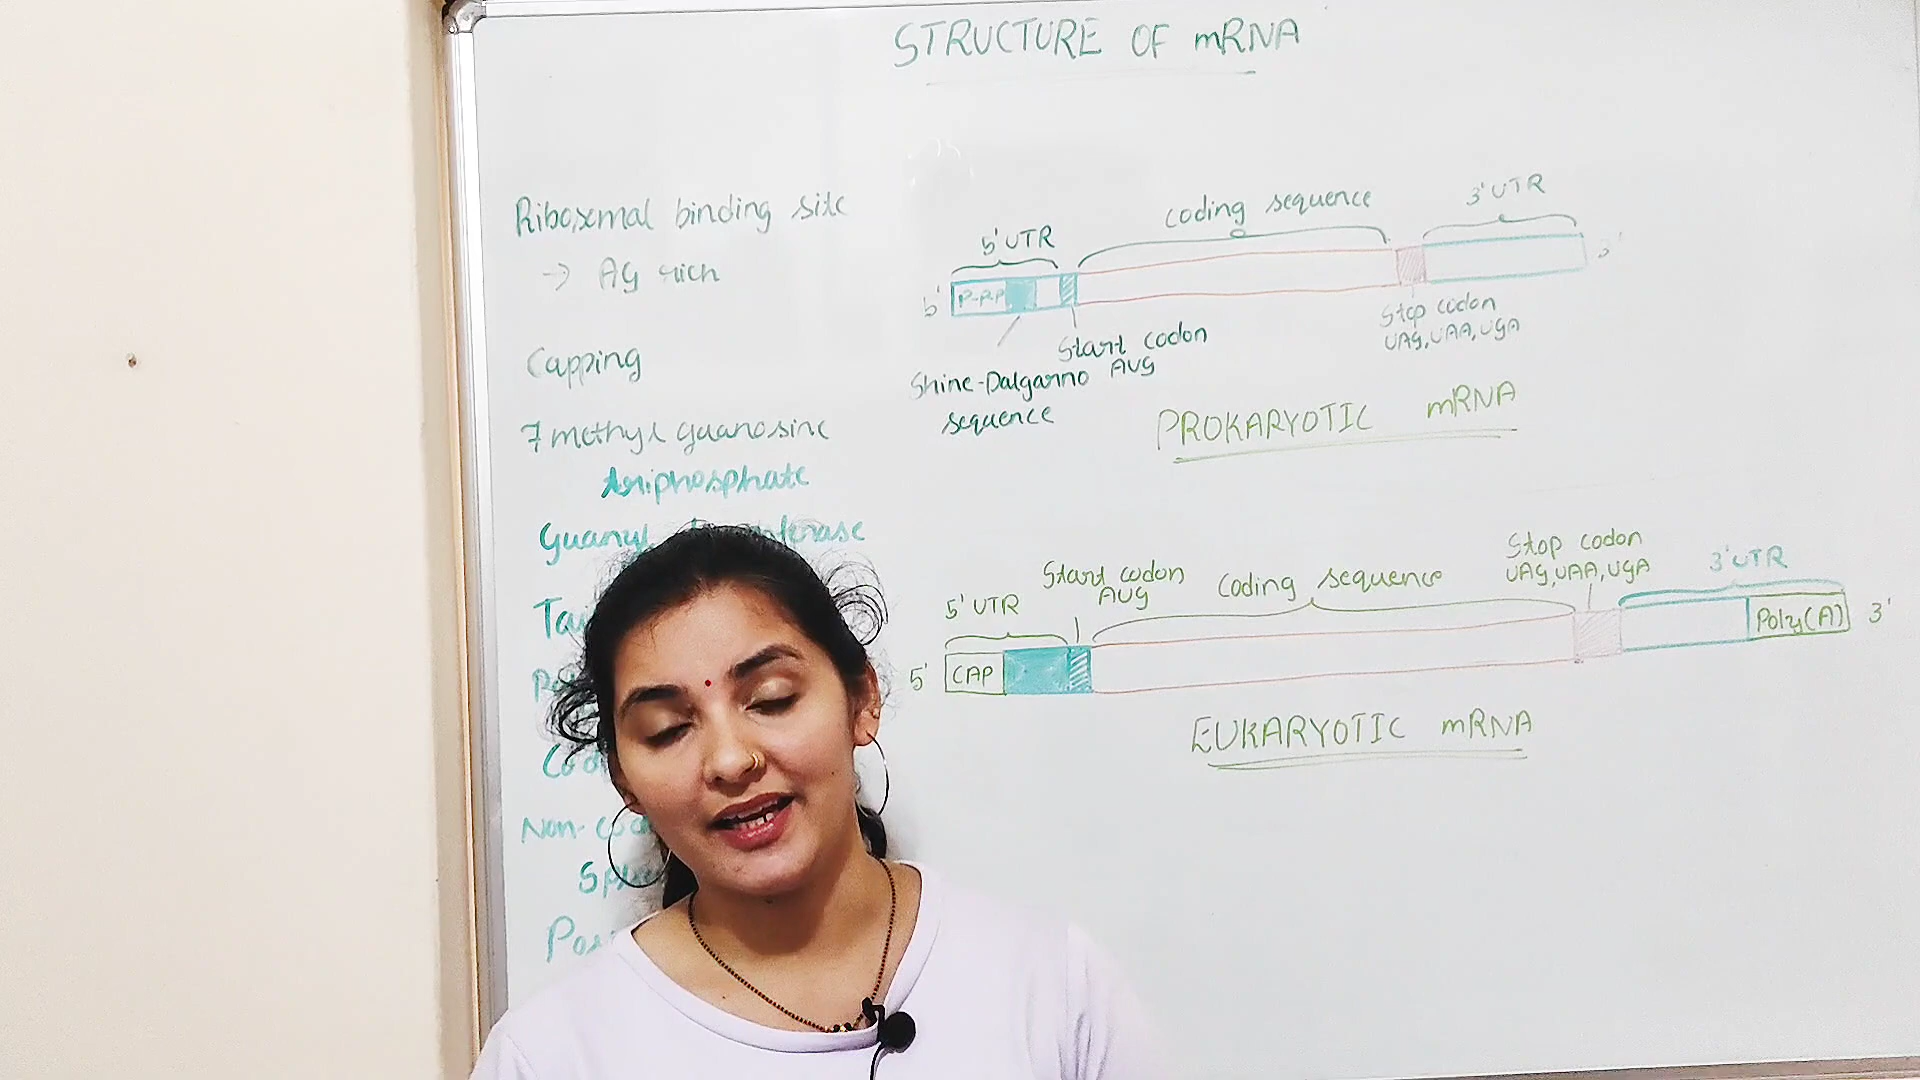 STRUCTURE OF mRNA
Ribosomal binding site
→ AG rich
Capping
7 methyl guanosine
triphosphate
Guanyl
Non-
Coding sequence
3' UTR
5' UTR
5' P-P-P 3'
Start codon
AUG
Stop codon
UAG, UAA, UGA
Shine-Dalgarno
sequence
PROKARYOTIC mRNA
Stop codon
UAG, UAA, UGA
3' UTR
Start codon
AUG
Coding sequence
5' UTR
5' CAP Poly(A) 3'
EUKARYOTIC mRNA